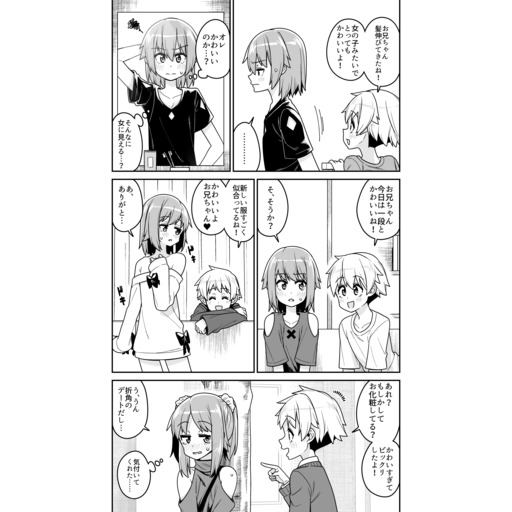 お兄ちゃん
髪伸びてきたね!
女の子みたいで
とっても
かわいいよ!
………
オレ
かわいい
のか…?
そんなに
女に見える…?
お兄ちゃん
今日は一段と
かわいいね!
そ、そうか?
新しい服すごく
似合ってるね!
かわいいよ
お兄ちゃん♥
あ、
ありがと…
あれ?
もしかして
お化粧してる?
かわいすぎて
ビックリ
したよ!
う、うん
折角の
デートだし…
気付いて
くれた……